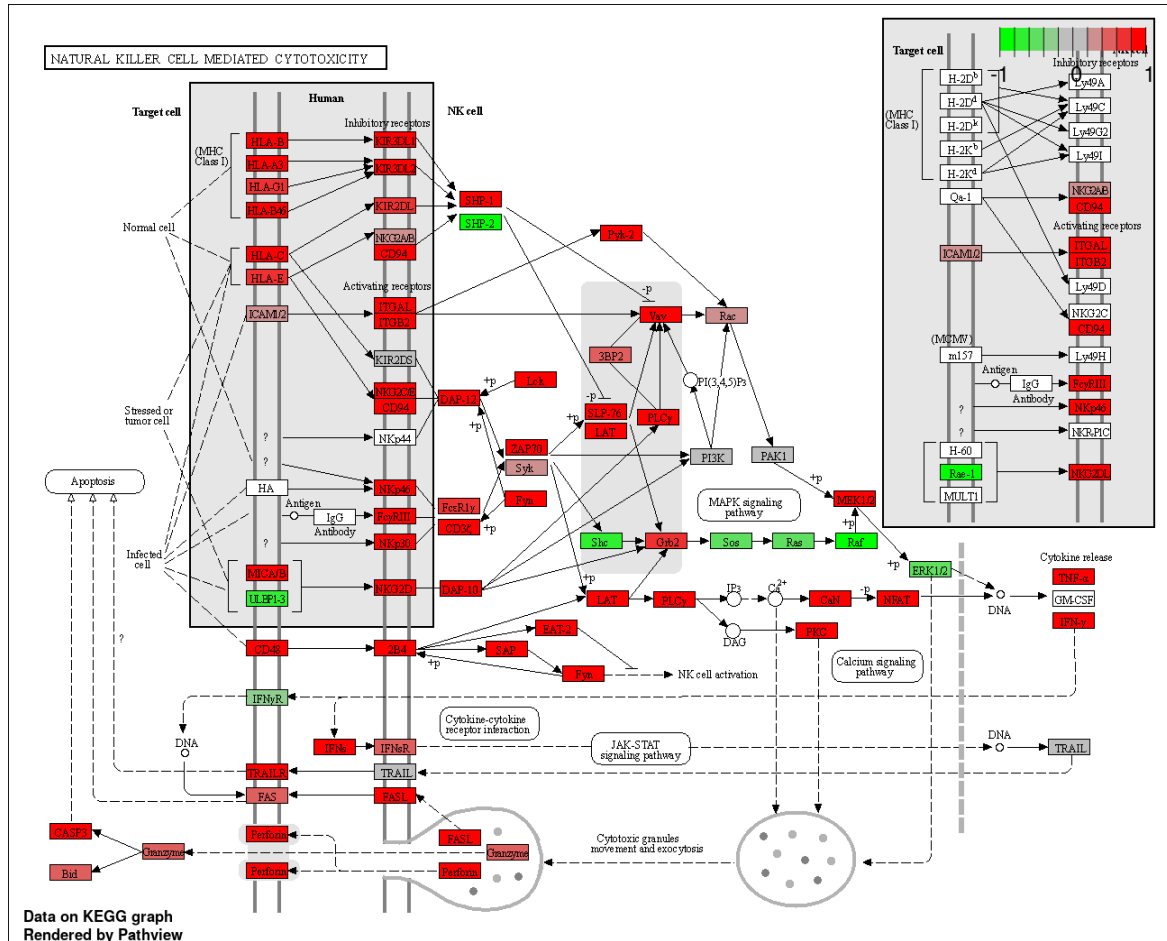 NATURAL KILLER CELL MEDIATED CYTOTOXICITY
Target cell
Human
NK cell
Inhibitory receptors
(MHC
Class I)
HLA-B
HLA-A3
HLA-G1
HLA-B46
HLA-C
HLA-E
ICAM1/2
KIR3DL1
KIR3DL2
KIR2DL
NKG2A/B
CD94
Activating receptors
ITGAL
ITGB2
KIR2DS
NKG2C/E
CD94
NKp44
NKp46
FcγRIII
NKp30
NKG2D
Normal cell
Stressed or
tumor cell
Infected
cell
Apoptosis
?
?
HA
Antigen
IgG
Antibody
?
MICA/B
ULBP1-3
?
SHP-1
SHP-2
Pyk-2
-p
Vav
Rac
3BP2
PI(3,4,5)P3
+p
Lck
DAP-12
+p
-p
SLP-76
LAT
PLCγ
+p
ZAP70
Syk
PI3K
PAK1
FcεR1γ
CD3ζ
Fyn
+p
+p
MEK1/2
MAPK signaling
pathway
+p
Shc
Grb2
Sos
Ras
Raf
+p
ERK1/2
DAP-10
+p
LAT
PLCγ
IP3
Ca2+
CaN
-p
NFAT
DNA
DAG
PKC
Cytokine release
TNF-α
GM-CSF
IFN-γ
CD48
2B4
EAT-2
SAP
+p
Fyn
NK cell activation
Calcium signaling
pathway
IFNγR
Cytokine-cytokine
receptor interaction
DNA
IFNs
IFNsR
JAK-STAT
signaling pathway
DNA
TRAIL
TRAILR
TRAIL
FAS
FASL
CASP3
Bid
Granzyme
Perforin
Perforin
FASL
Granzyme
Perforin
Cytotoxic granules
movement and exocytosis
Target cell
NK cell
-1
0
1
Inhibitory receptors
(MHC
Class I)
H-2Db
H-2Dd
H-2Dk
H-2Kb
H-2Kd
Qa-1
Ly49A
Ly49C
Ly49G2
Ly49I
NKG2A/B
CD94
Activating receptors
ICAM1/2
ITGAL
ITGB2
Ly49D
NKG2C
CD94
(MCMV)
m157
Ly49H
Antigen
IgG
Antibody
FcγRIII
?
NKp46
?
NKR-P1C
H-60
Rae-1
MULT1
NKG2D
Data on KEGG graph
Rendered by Pathview